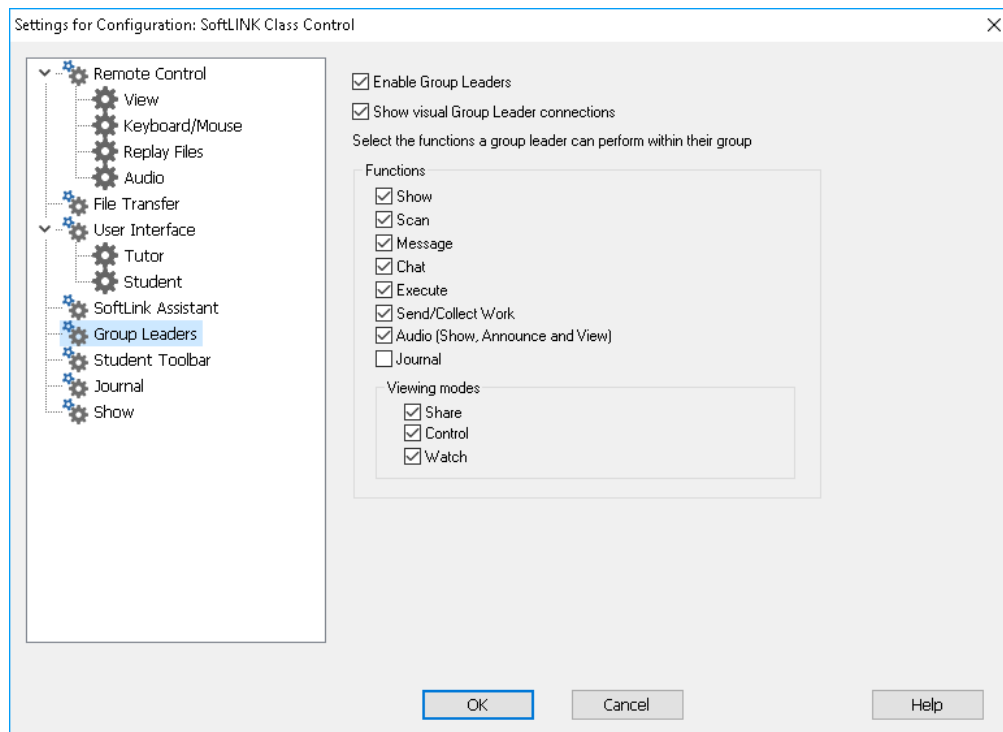 Settings for Configuration: SoftLINK Class Control
Remote Control
View
Keyboard/Mouse
Replay Files
Audio
File Transfer
User Interface
Tutor
Student
SoftLink Assistant
Group Leaders
Student Toolbar
Journal
Show
Enable Group Leaders
Show visual Group Leader connections
Select the functions a group leader can perform within their group
Functions
Show
Scan
Message
Chat
Execute
Send/Collect Work
Audio (Show, Announce and View)
Journal
Viewing modes
Share
Control
Watch
OK
Cancel
Help